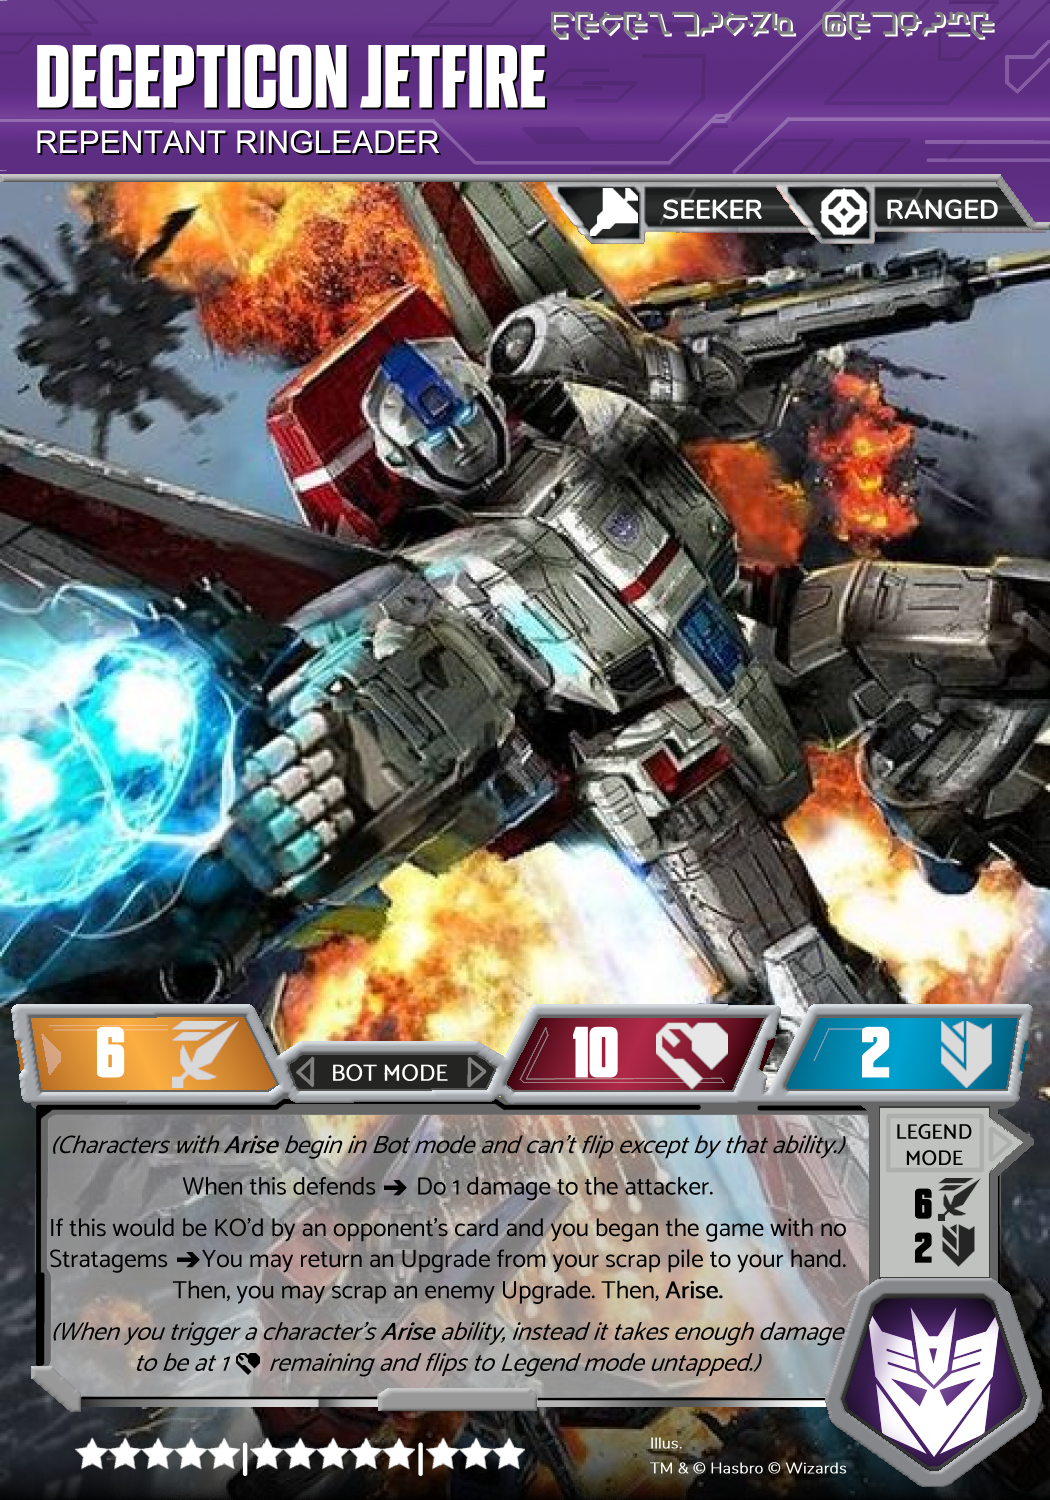 DECEPTICON JETFIRE
REPENTANT RINGLEADER
SEEKER RANGED
6 BOT MODE 10 2
(Characters with Arise begin in Bot mode and can't flip except by that ability.)
When this defends ➔ Do 1 damage to the attacker.
If this would be KO'd by an opponent's card and you began the game with no
Stratagems ➔You may return an Upgrade from your scrap pile to your hand.
Then, you may scrap an enemy Upgrade. Then, Arise.
(When you trigger a character's Arise ability, instead it takes enough damage
to be at 1 remaining and flips to Legend mode untapped.)
LEGEND
MODE
6
2
Illus.
TM & © Hasbro © Wizards